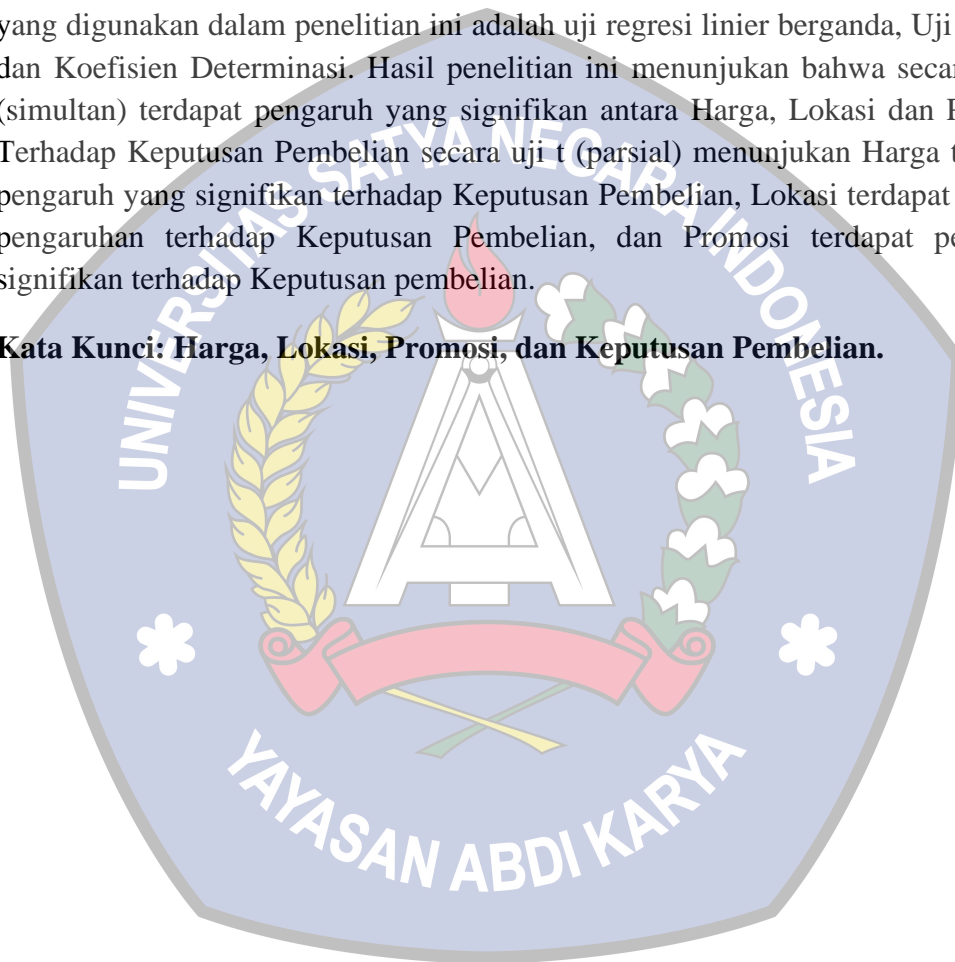 yang digunakan dalam penelitian ini adalah uji regresi linier berganda, Uji
dan Koefisien Determinasi. Hasil penelitian ini menunjukan bahwa
(simultan) terdapat pengaruh yang signifikan antara Harga, Lokasi dan
Terhadap Keputusan Pembelian secara uji t (parsial) menunjukan Harga
pengaruh yang signifikan terhadap Keputusan Pembelian, Lokasi terdapat
pengaruhan terhadap Keputusan Pembelian, dan Promosi terdapat
signifikan terhadap Keputusan pembelian.
Kata Kunci: Harga, Lokasi, Promosi, dan Keputusan Pembelian.
UNIVERSITAS SATYA NEGARA INDONESIA
YAYASAN ABDI KARYA